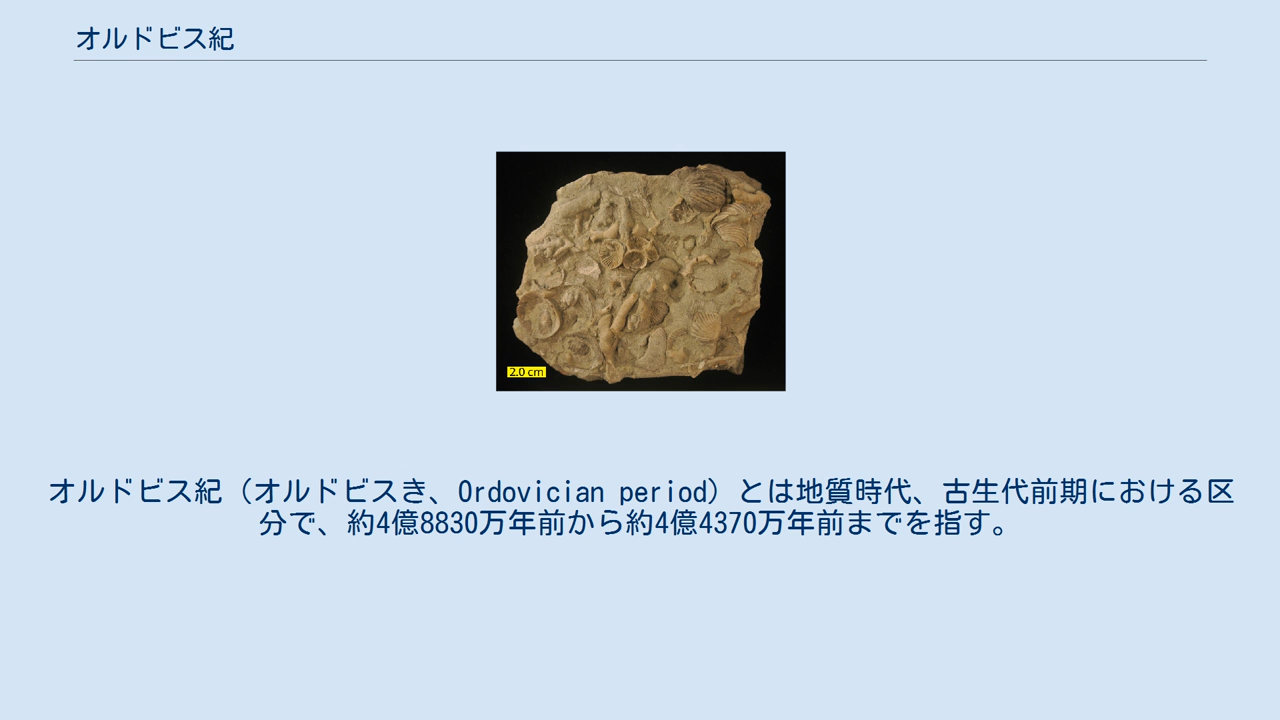 オルドビス紀
2.0 cm
オルドビス紀（オルドビスき、Ordovician period）とは地質時代、古生代前期における区
分で、約4億8830万年前から約4億4370万年前までを指す。